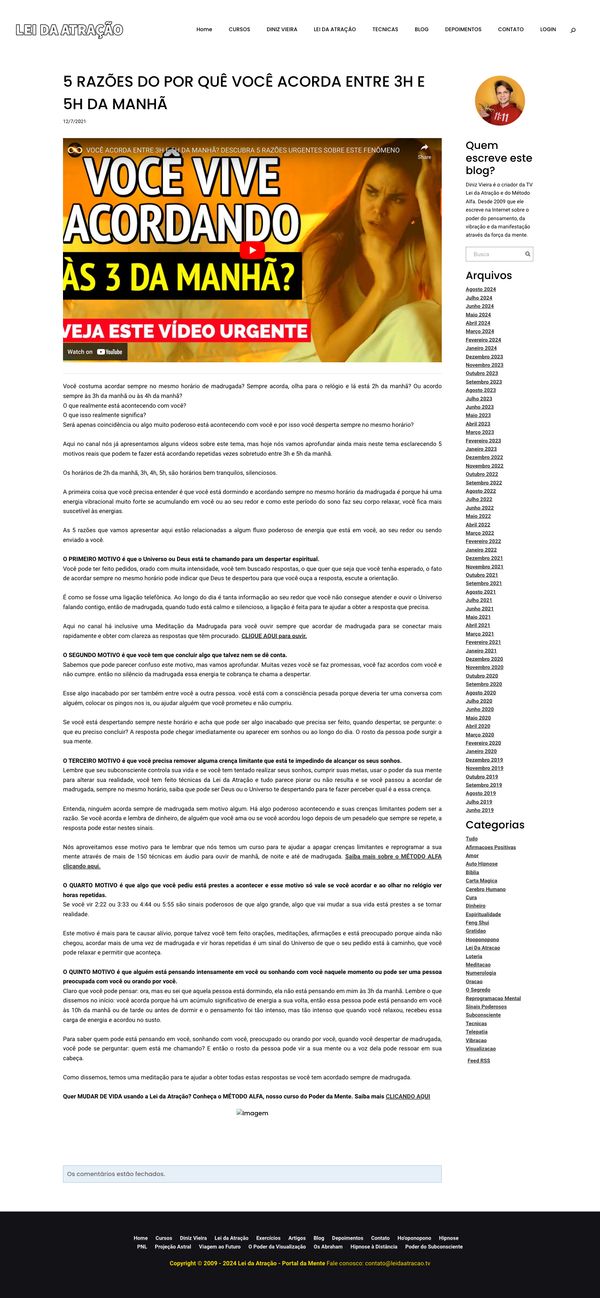 LEI DA ATRAÇÃO
Home CURSOS DINIZ VIEIRA LEI DA ATRAÇÃO TECNICAS BLOG DEPOIMENTOS CONTATO LOGIN
5 RAZÕES DO POR QUÊ VOCÊ ACORDA ENTRE 3H E
5H DA MANHÃ
12/7/2021
VOCÊ ACORDA ENTRE 3H E 5H DA MANHÃ? DESCUBRA 5 RAZÕES URGENTES SOBRE ESTE FENÔMENO
Share
VOCÊ VIVE
ACORDANDO
ÀS 3 DA MANHÃ?
VEJA ESTE VÍDEO URGENTE
Watch on YouTube
Você costuma acordar sempre no mesmo horário de madrugada? Sempre acorda, olha para o relógio e lá está 2h da manhã? Ou acordo
sempre às 3h da manhã ou às 4h da manhã?
O que realmente está acontecendo com você?
O que isso realmente significa?
Será apenas coincidência ou algo muito poderoso está acontecendo com você e por isso você desperta sempre no mesmo horário?
Aqui no canal nós já apresentamos alguns vídeos sobre este tema, mas hoje nós vamos aprofundar ainda mais neste tema esclarecendo 5
motivos reais que podem te fazer está acordando repetidas vezes sobretudo entre 3h e 5h da manhã.
Os horários de 2h da manhã, 3h, 4h, 5h, são horários bem tranquilos, silenciosos.
A primeira coisa que você precisa entender é que você está dormindo e acordando sempre no mesmo horário da madrugada é porque há uma
energia vibracional muito forte se acumulando em você ou ao seu redor e como este período do sono faz seu corpo relaxar, você fica mais
suscetível às energias.
As 5 razões que vamos apresentar aqui estão relacionadas a algum fluxo poderoso de energia que está em você, ao seu redor ou sendo
enviado a você.
O PRIMEIRO MOTIVO é que o Universo ou Deus está te chamando para um despertar espiritual.
Você pode ter feito pedidos, orado com muita intensidade, você tem buscado respostas, o que quer que seja que você tenha esperado, o fato
de acordar sempre no mesmo horário pode indicar que Deus te despertou para que você ouça a resposta, escute a orientação.
É como se fosse uma ligação telefônica. Ao longo do dia é tanta informação ao seu redor que você não consegue atender e ouvir o Universo
falando contigo, então de madrugada, quando tudo está calmo e silencioso, a ligação é feita para te ajudar a obter a resposta que precisa.
Aqui no canal há inclusive uma Meditação da Madrugada para você ouvir sempre que acordar de madrugada para se conectar mais
rapidamente e obter com clareza as respostas que têm procurado. CLIQUE AQUI para ouvir.
O SEGUNDO MOTIVO é que você tem que concluir algo que talvez nem se dê conta.
Sabemos que pode parecer confuso este motivo, mas vamos aprofundar. Muitas vezes você se faz promessas, você faz acordos com você e
não cumpre. então no silêncio da madrugada essa energia te cobrança te chama a despertar.
Esse algo inacabado por ser também entre você a outra pessoa. você está com a consciência pesada porque deveria ter uma conversa com
alguém, colocar os pingos nos is, ou ajudar alguém que você prometeu e não cumpriu.
Se você está despertando sempre neste horário e acha que pode ser algo inacabado que precisa ser feito, quando despertar, se pergunte: o
que eu preciso concluir? A resposta pode chegar imediatamente ou aparecer em sonhos ou ao longo do dia. O rosto da pessoa pode surgir a
sua mente.
O TERCEIRO MOTIVO é que você precisa remover alguma crença limitante que está te impedindo de alcançar os seus sonhos.
Lembre que seu subconsciente controla sua vida e se você tem tentado realizar seus sonhos, cumprir suas metas, usar o poder da sua mente
para alterar sua realidade, você tem feito técnicas da Lei da Atração e tudo parece piorar ou não resulta e se você passou a acordar de
madrugada, sempre no mesmo horário, saiba que pode ser Deus ou o Universo te despertando para te fazer perceber qual é a essa crença.
Entenda, ninguém acorda sempre de madrugada sem motivo algum. Há algo poderoso acontecendo e suas crenças limitantes podem ser a
razão. Se você acorda e lembra de dinheiro, de alguém que você ama ou se você acordou logo depois de um pesadelo que sempre se repete, a
resposta pode estar nestes sinais.
Nós aproveitamos esse motivo para te lembrar que nós temos um curso para te ajudar a apagar crenças limitantes e reprogramar a sua
mente através de mais de 150 técnicas em áudio para ouvir de manhã, de noite e até de madrugada. Saiba mais sobre o MÉTODO ALFA
clicando aqui.
O QUARTO MOTIVO é que algo que você pediu está prestes a acontecer e esse motivo só vale se você acordar e ao olhar no relógio ver
horas repetidas.
Se você vir 2:22 ou 3:33 ou 4:44 ou 5:55 são sinais poderosos de que algo grande, algo que vai mudar a sua vida está prestes a se tornar
realidade.
Este motivo é mais para te causar alívio, porque talvez você tem feito orações, meditações, afirmações e está preocupado porque ainda não
chegou, acordar mais de uma vez de madrugada e vir horas repetidas é um sinal do Universo de que o seu pedido está à caminho, que você
pode relaxar e permitir que aconteça.
O QUINTO MOTIVO é que alguém está pensando intensamente em você ou sonhando com você naquele momento ou pode ser uma pessoa
preocupada com você ou orando por você.
Claro que você pode pensar: ora, mas eu sei que aquela pessoa está dormindo, ela não está pensando em mim às 3h da manhã. Lembre o que
dissemos no início: você acorda porque há um acúmulo significativo de energia a sua volta, então essa pessoa pode está pensando em você
às 10h da manhã ou de tarde ou antes de dormir e o pensamento foi tão intenso, mas tão intenso que quando você relaxou, recebeu essa
carga de energia e acordou no susto.
Para saber quem pode está pensando em você, sonhando com você, preocupado ou orando por você, quando você despertar de madrugada,
você pode se perguntar: quem está me chamando? E então o rosto da pessoa pode vir a sua mente ou a voz dela pode ressoar em sua
cabeça.
Como dissemos, temos uma meditação para te ajudar a obter todas estas respostas se você tem acordado sempre de madrugada.
Quer MUDAR DE VIDA usando a Lei da Atração? Conheça o MÉTODO ALFA, nosso curso do Poder da Mente. Saiba mais CLICANDO AQUI
Imagem
Os comentários estão fechados.
11:11
Quem
escreve este
blog?
Diniz Vieira é o criador da TV
Lei da Atração e do Método
Alfa. Desde 2009 que ele
escreve na Internet sobre o
poder do pensamento, da
vibração e da manifestação
através da força da mente.
Busca
Arquivos
Agosto 2024
Julho 2024
Junho 2024
Maio 2024
Abril 2024
Março 2024
Fevereiro 2024
Janeiro 2024
Dezembro 2023
Novembro 2023
Outubro 2023
Setembro 2023
Agosto 2023
Julho 2023
Junho 2023
Maio 2023
Abril 2023
Março 2023
Fevereiro 2023
Janeiro 2023
Dezembro 2022
Novembro 2022
Outubro 2022
Setembro 2022
Agosto 2022
Julho 2022
Junho 2022
Maio 2022
Abril 2022
Março 2022
Fevereiro 2022
Janeiro 2022
Dezembro 2021
Novembro 2021
Outubro 2021
Setembro 2021
Agosto 2021
Julho 2021
Junho 2021
Maio 2021
Abril 2021
Março 2021
Fevereiro 2021
Janeiro 2021
Dezembro 2020
Novembro 2020
Outubro 2020
Setembro 2020
Agosto 2020
Julho 2020
Junho 2020
Maio 2020
Abril 2020
Março 2020
Fevereiro 2020
Janeiro 2020
Dezembro 2019
Novembro 2019
Outubro 2019
Setembro 2019
Agosto 2019
Julho 2019
Junho 2019
Categorias
Tudo
Afirmacoes Positivas
Amor
Auto Hipnose
Bíblia
Carta Magica
Cerebro Humano
Cura
Dinheiro
Espiritualidade
Feng Shui
Gratidao
Hooponopono
Lei Da Atracao
Loteria
Meditacao
Numerologia
Oracao
O Segredo
Reprogramacao Mental
Sinais Poderosos
Subconsciente
Tecnicas
Telepatia
Vibracao
Visualizacao
Feed RSS
Home Cursos Diniz Vieira Lei da Atração Exercícios Artigos Blog Depoimentos Contato Ho'oponopono Hipnose
PNL Projeção Astral Viagem ao Futuro O Poder da Visualização Os Abraham Hipnose à Distância Poder do Subconsciente
Copyright © 2009 - 2024 Lei da Atração - Portal da Mente Fale conosco: contato@leidaatracao.tv